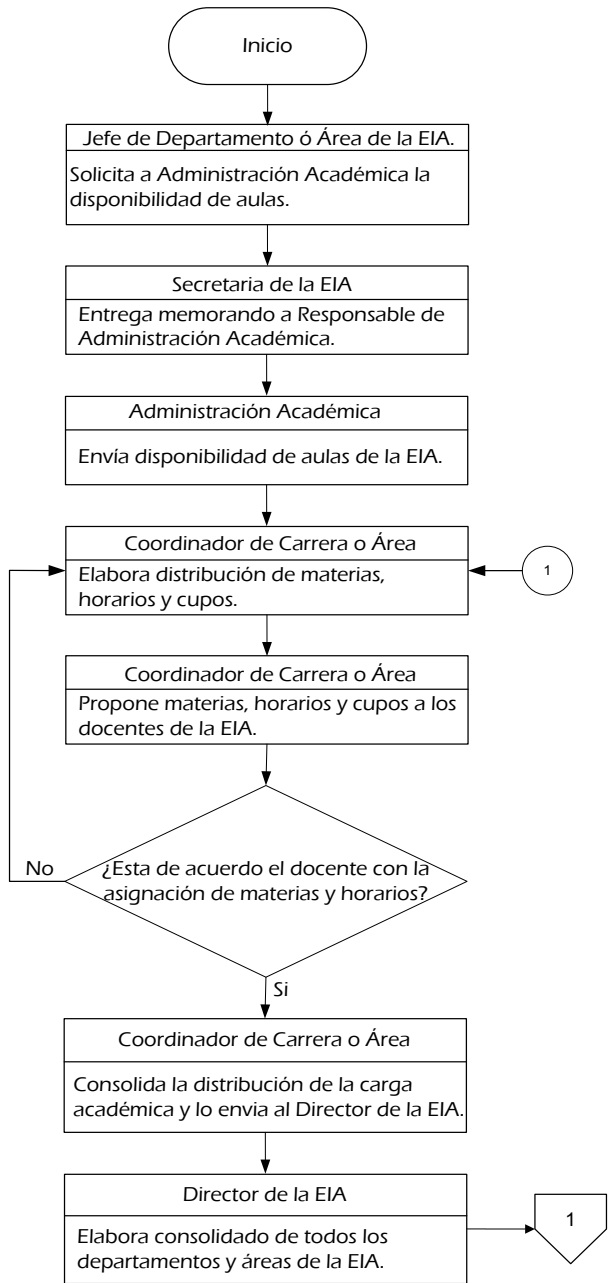 Inicio
Jefe de Departamento ó Área de la EIA.
Solicita a Administración Académica la
disponibilidad de aulas.
Secretaria de la EIA
Entrega memorando a Responsable de
Administración Académica.
Administración Académica
Envía disponibilidad de aulas de la EIA.
Coordinador de Carrera o Área
Elabora distribución de materias,
horarios y cupos.
1
Coordinador de Carrera o Área
Propone materias, horarios y cupos a los
docentes de la EIA.
No
¿Esta de acuerdo el docente con la
asignación de materias y horarios?
Si
Coordinador de Carrera o Área
Consolida la distribución de la carga
académica y lo envia al Director de la EIA.
Director de la EIA
Elabora consolidado de todos los
departamentos y áreas de la EIA.
1